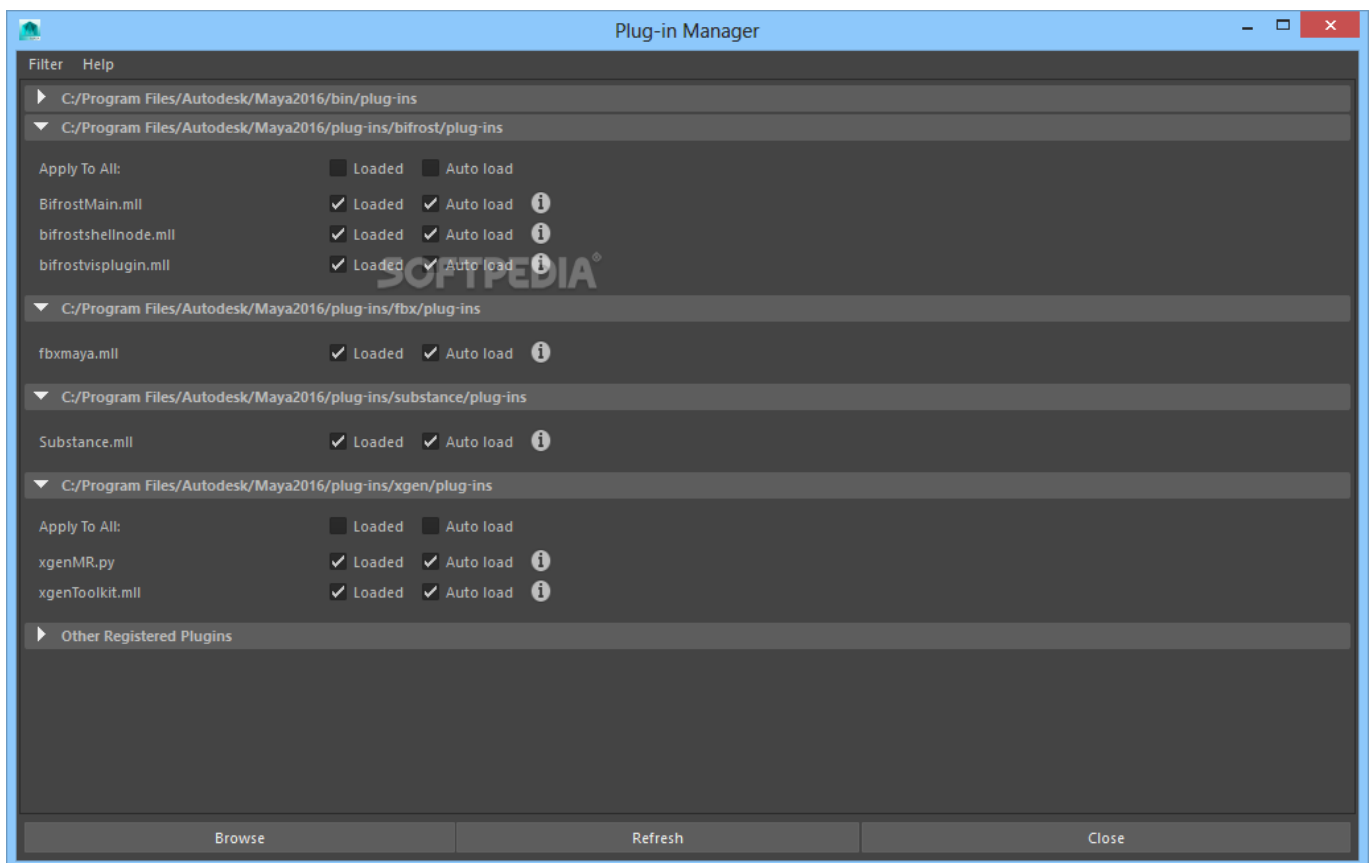 Plug-in Manager
Filter Help
C:/Program Files/Autodesk/Maya2016/bin/plug-ins
C:/Program Files/Autodesk/Maya2016/plug-ins/bifrost/plug-ins
Apply To All: Loaded Auto load
BifrostMain.mll Loaded Auto load
bifrostshellnode.mll Loaded Auto load
bifrostvisplugin.mll Loaded Auto load
SOFTPEDIA®
C:/Program Files/Autodesk/Maya2016/plug-ins/fbx/plug-ins
fbxmaya.mll Loaded Auto load
C:/Program Files/Autodesk/Maya2016/plug-ins/substance/plug-ins
Substance.mll Loaded Auto load
C:/Program Files/Autodesk/Maya2016/plug-ins/xgen/plug-ins
Apply To All: Loaded Auto load
xgenMR.py Loaded Auto load
xgenToolkit.mll Loaded Auto load
Other Registered Plugins
Browse Refresh Close